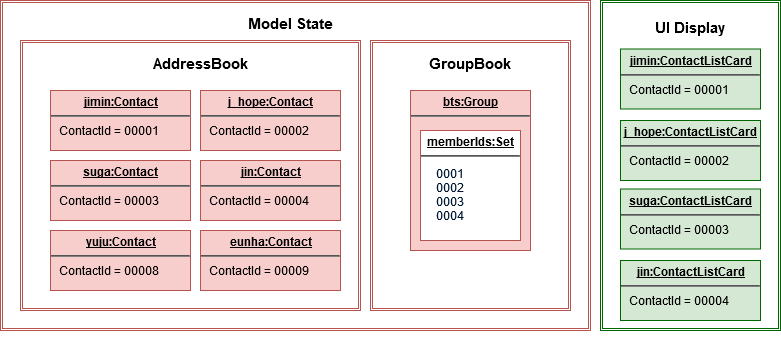 Model State
AddressBook
jimin:Contact
ContactId = 00001
j_hope:Contact
ContactId = 00002
suga:Contact
ContactId = 00003
jin:Contact
ContactId = 00004
yuju:Contact
ContactId = 00008
eunha:Contact
ContactId = 00009
GroupBook
bts:Group
memberIds:Set
0001
0002
0003
0004
UI Display
jimin:ContactListCard
ContactId = 00001
j_hope:ContactListCard
ContactId = 00002
suga:ContactListCard
ContactId = 00003
jin:ContactListCard
ContactId = 00004